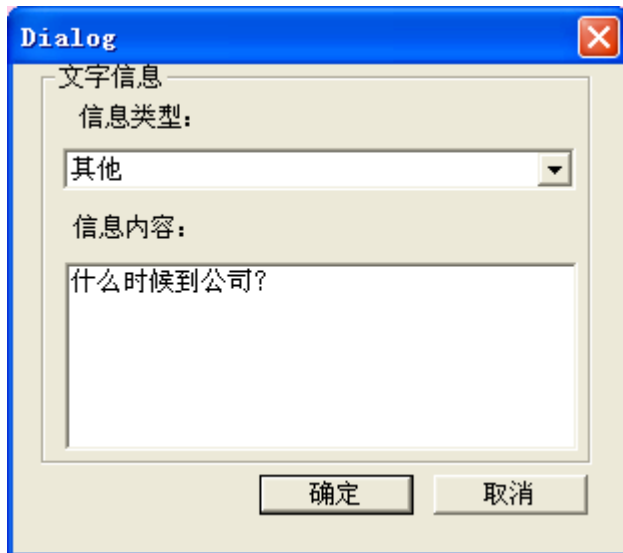 Dialog
文字信息
信息类型：
其他
信息内容：
什么时候到公司?
确定
取消